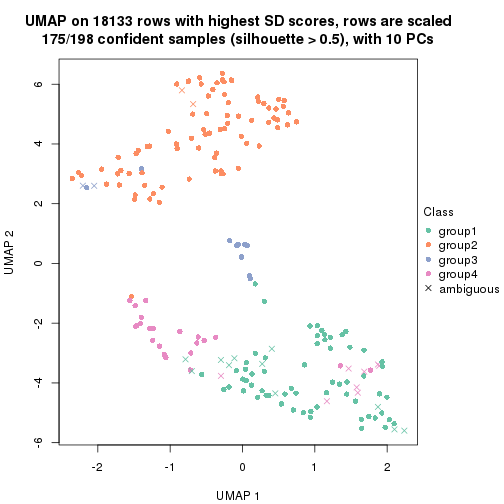 UMAP on 18133 rows with highest SD scores, rows are scaled
175/198 confident samples (silhouette > 0.5), with 10 PCs
6
4
2
0
-2
-4
-6
UMAP 2
-2
-1
0
1
2
UMAP 1
Class
group1
group2
group3
group4
ambiguous